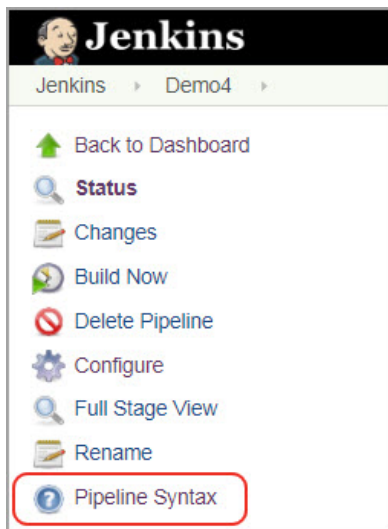 Jenkins
Jenkins Demo4
Back to Dashboard
Status
Changes
Build Now
Delete Pipeline
Configure
Full Stage View
Rename
Pipeline Syntax